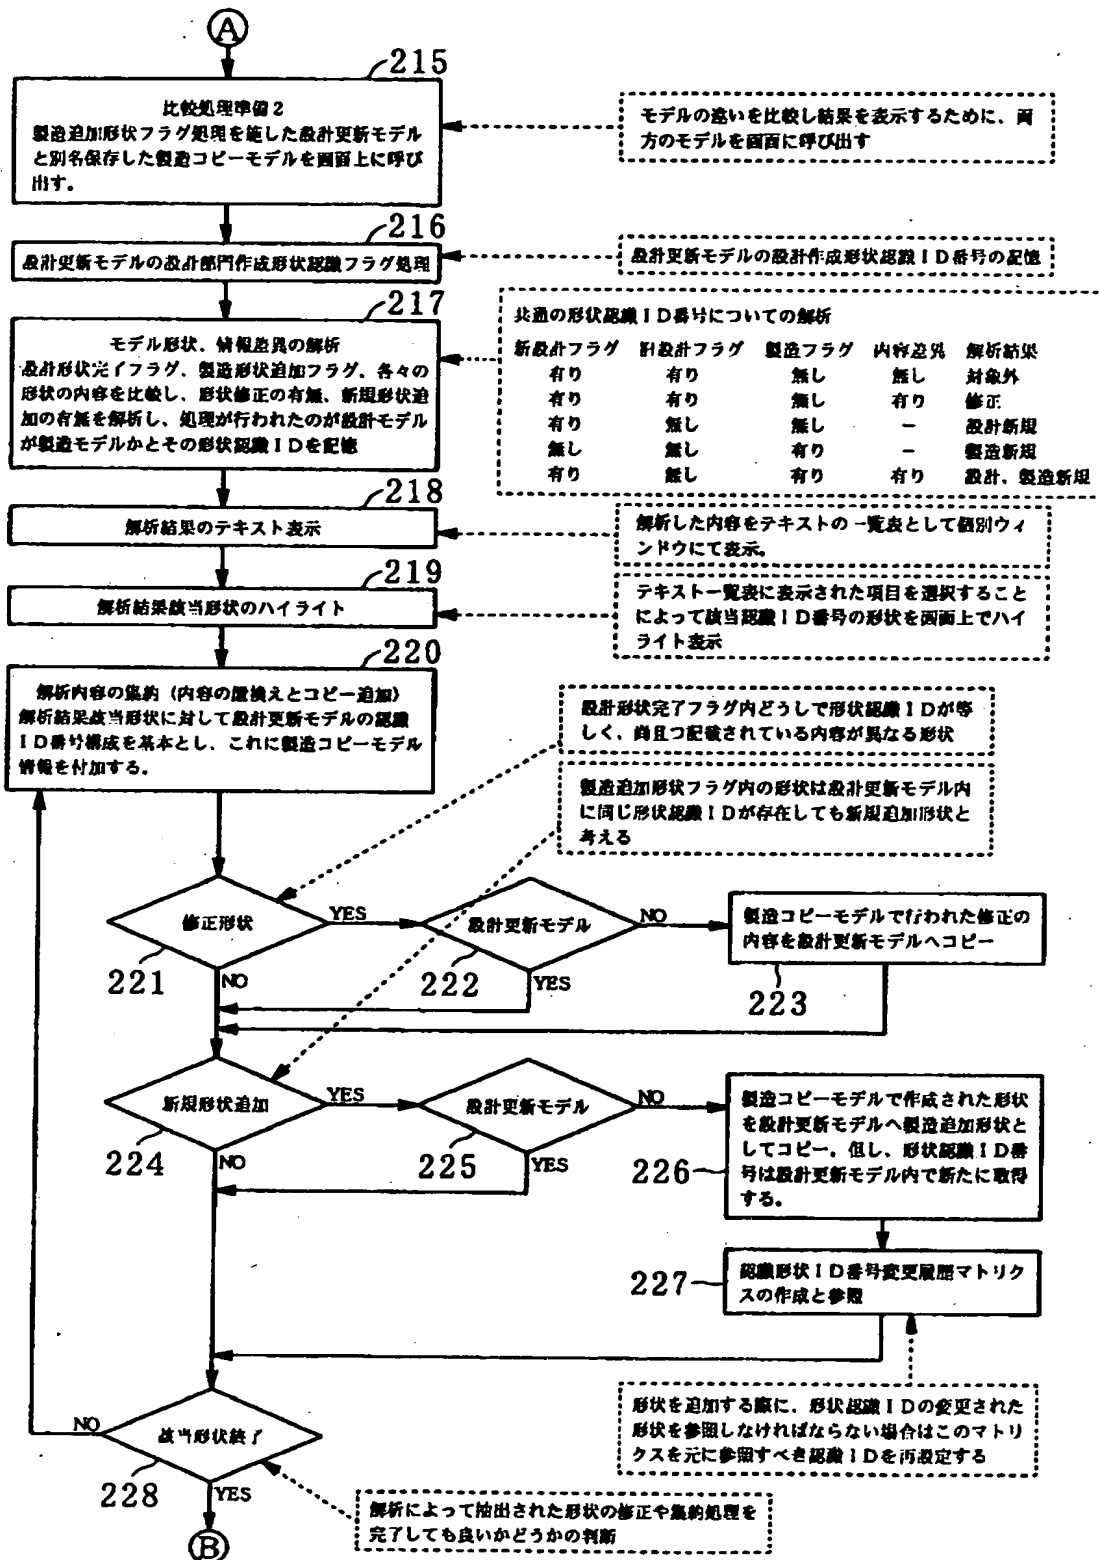 A
215
比較処理準備2
製造追加形状フラグ処理を施した設計更新モデル
と別名保存した製造コピーモデルを画面上に呼び
出す。
モデルの違いを比較し結果を表示するために、両
方のモデルを画面に呼び出す
216
設計更新モデルの設計部門作成形状認識フラグ処理
設計更新モデルの設計作成形状認識ID番号の記憶
217
モデル形状、情報差異の解析
設計形状完了フラグ、製造形状追加フラグ、各々の
形状の内容を比較し、形状修正の有無、新規形状追
加の有無を解析し、処理が行われたのが設計モデル
か製造モデルかとその形状認識IDを記憶
共通の形状認識ID番号についての解析
新設計フラグ 旧設計フラグ 製造フラグ 内容差異 解析結果
有り 有り 無し 無し 対象外
有り 有り 無し 有り 修正
有り 無し 無し － 設計新規
無し 無し 有り － 製造新規
有り 無し 有り 有り 設計、製造新規
218
解析結果のテキスト表示
解析した内容をテキストの一覧表として個別ウィ
ンドウにて表示。
219
解析結果該当形状のハイライト
テキスト一覧表に表示された項目を選択すること
によって該当認識ID番号の形状を画面上でハイ
ライト表示
220
解析内容の集約（内容の置換えとコピー追加）
解析結果該当形状に対して設計更新モデルの認識
ID番号構成を基本とし、これに製造コピーモデル
情報を付加する。
設計形状完了フラグ内どうしで形状認識IDが等
しく、尚且つ記載されている内容が異なる形状
製造追加形状フラグ内の形状は設計更新モデル内
に同じ形状認識IDが存在しても新規追加形状と
考える
修正形状
YES
設計更新モデル
NO
製造コピーモデルで行われた修正の
内容を設計更新モデルへコピー
221
NO
222
YES
223
新規形状追加
YES
設計更新モデル
NO
製造コピーモデルで作成された形状
を設計更新モデルへ製造追加形状と
してコピー。但し、形状認識ID番
号は設計更新モデル内で新たに取得
する。
224
NO
225
YES
226
227
認識形状ID番号変更履歴マトリク
スの作成と参照
形状を追加する際に、形状認識IDの変更された
形状を参照しなければならない場合はこのマトリ
クスを元に参照すべき認識IDを再設定する
NO
該当形状終了
228
YES
解析によって抽出された形状の修正や集約処理を
完了しても良いかどうかの判断
B